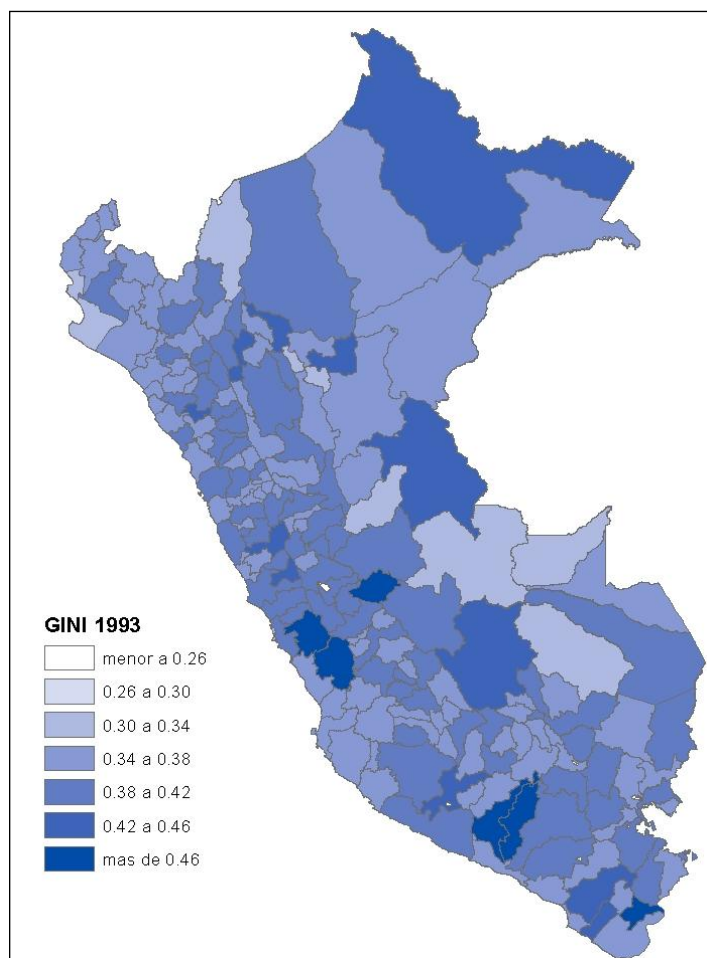 GINI 1993
menor a 0.26
0.26 a 0.30
0.30 a 0.34
0.34 a 0.38
0.38 a 0.42
0.42 a 0.46
mas de 0.46